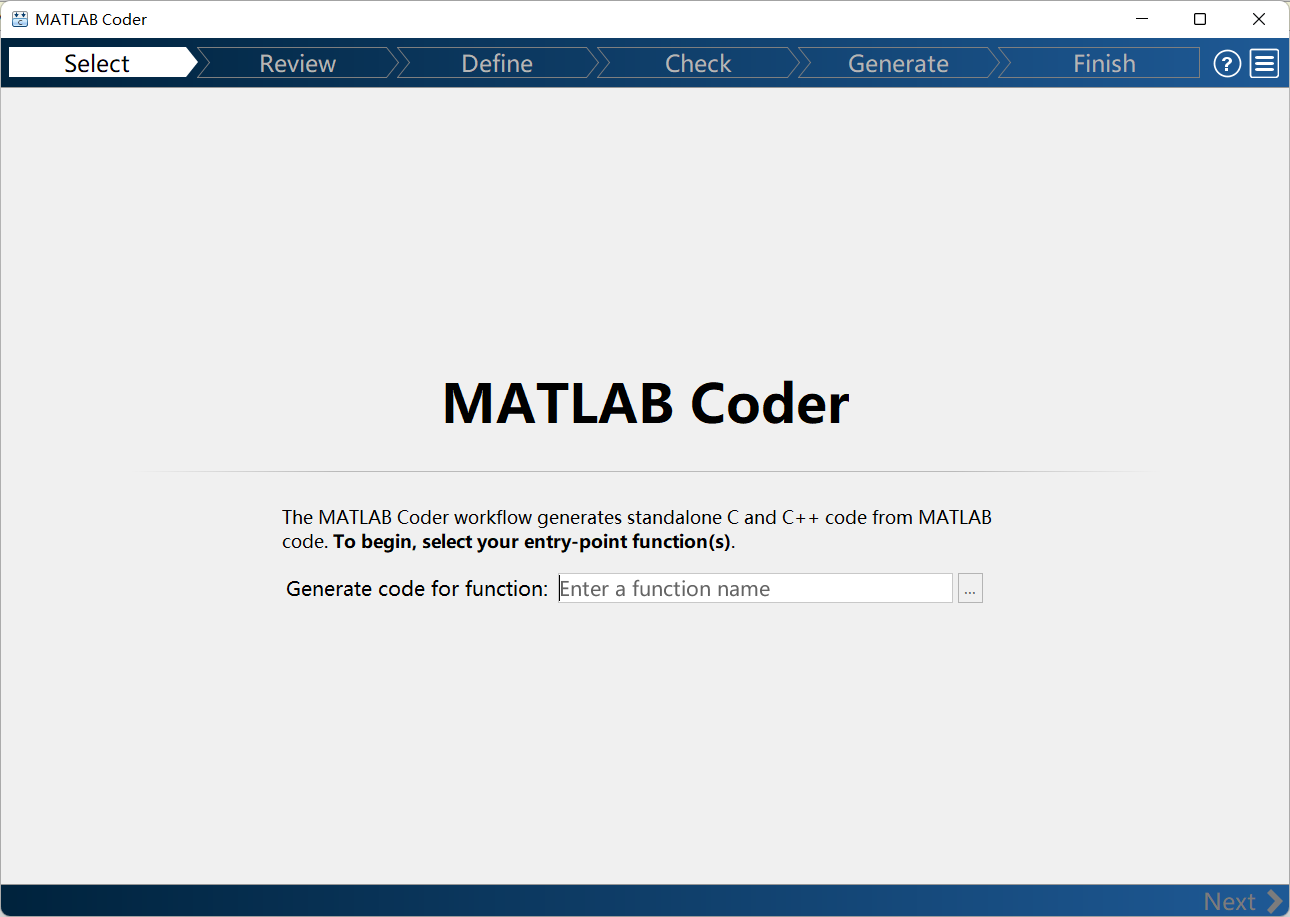 MATLAB Coder
Select
Review
Define
Check
Generate
Finish
?
MATLAB Coder
The MATLAB Coder workflow generates standalone C and C++ code from MATLAB
code. To begin, select your entry-point function(s).
Generate code for function: Enter a function name ...
Next